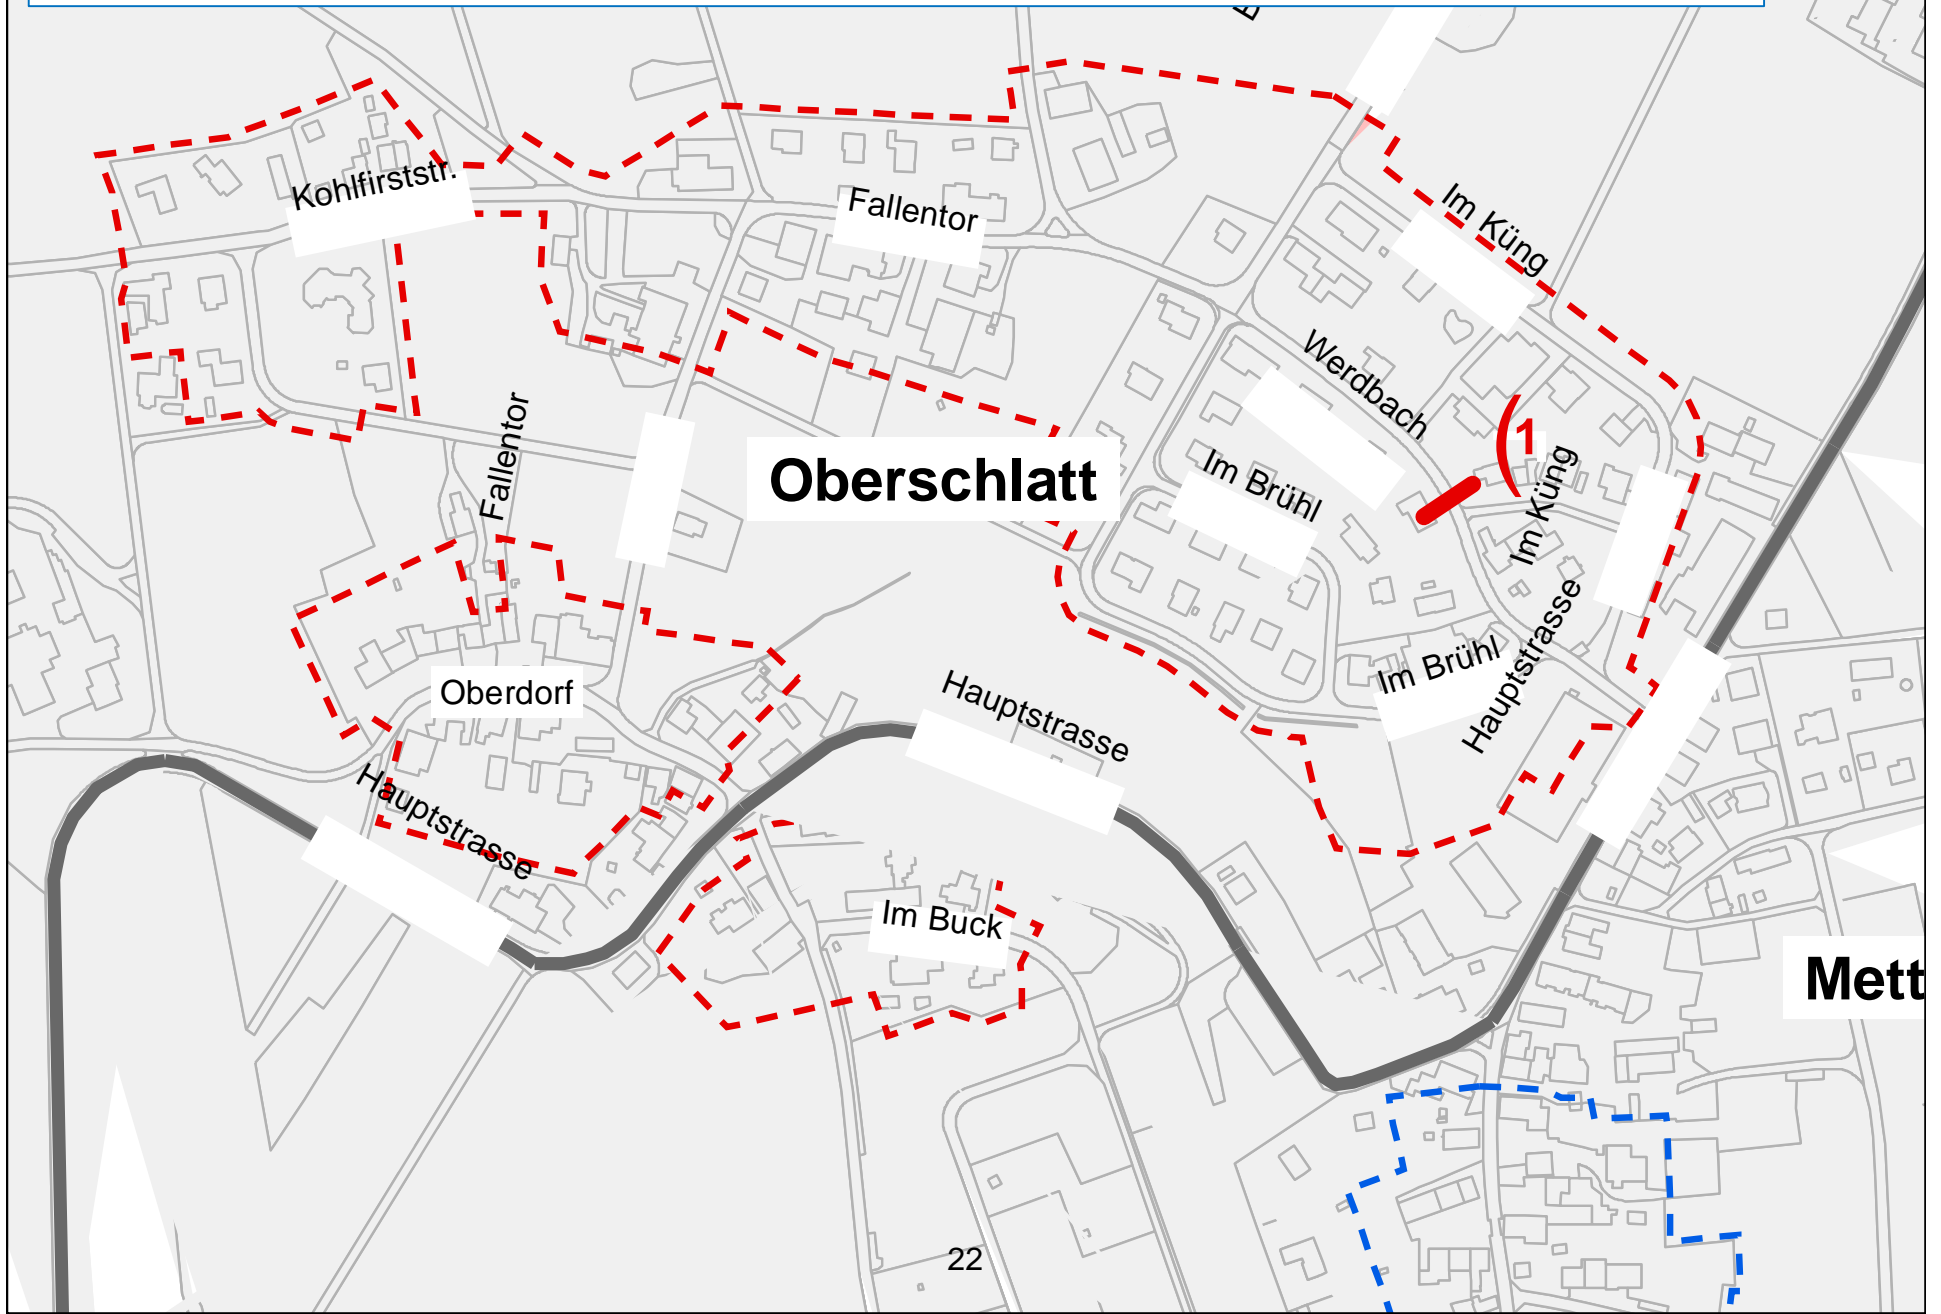 Im Küng
Kohlfirststr.
Fallentor
Werdbach
Fallentor
(1
Oberschlatt
Im Brühl
Im Küng
Hauptstrasse
Im Brühl
Oberdorf
Hauptstrasse
Hauptstrasse
Im Buck
Mett
22